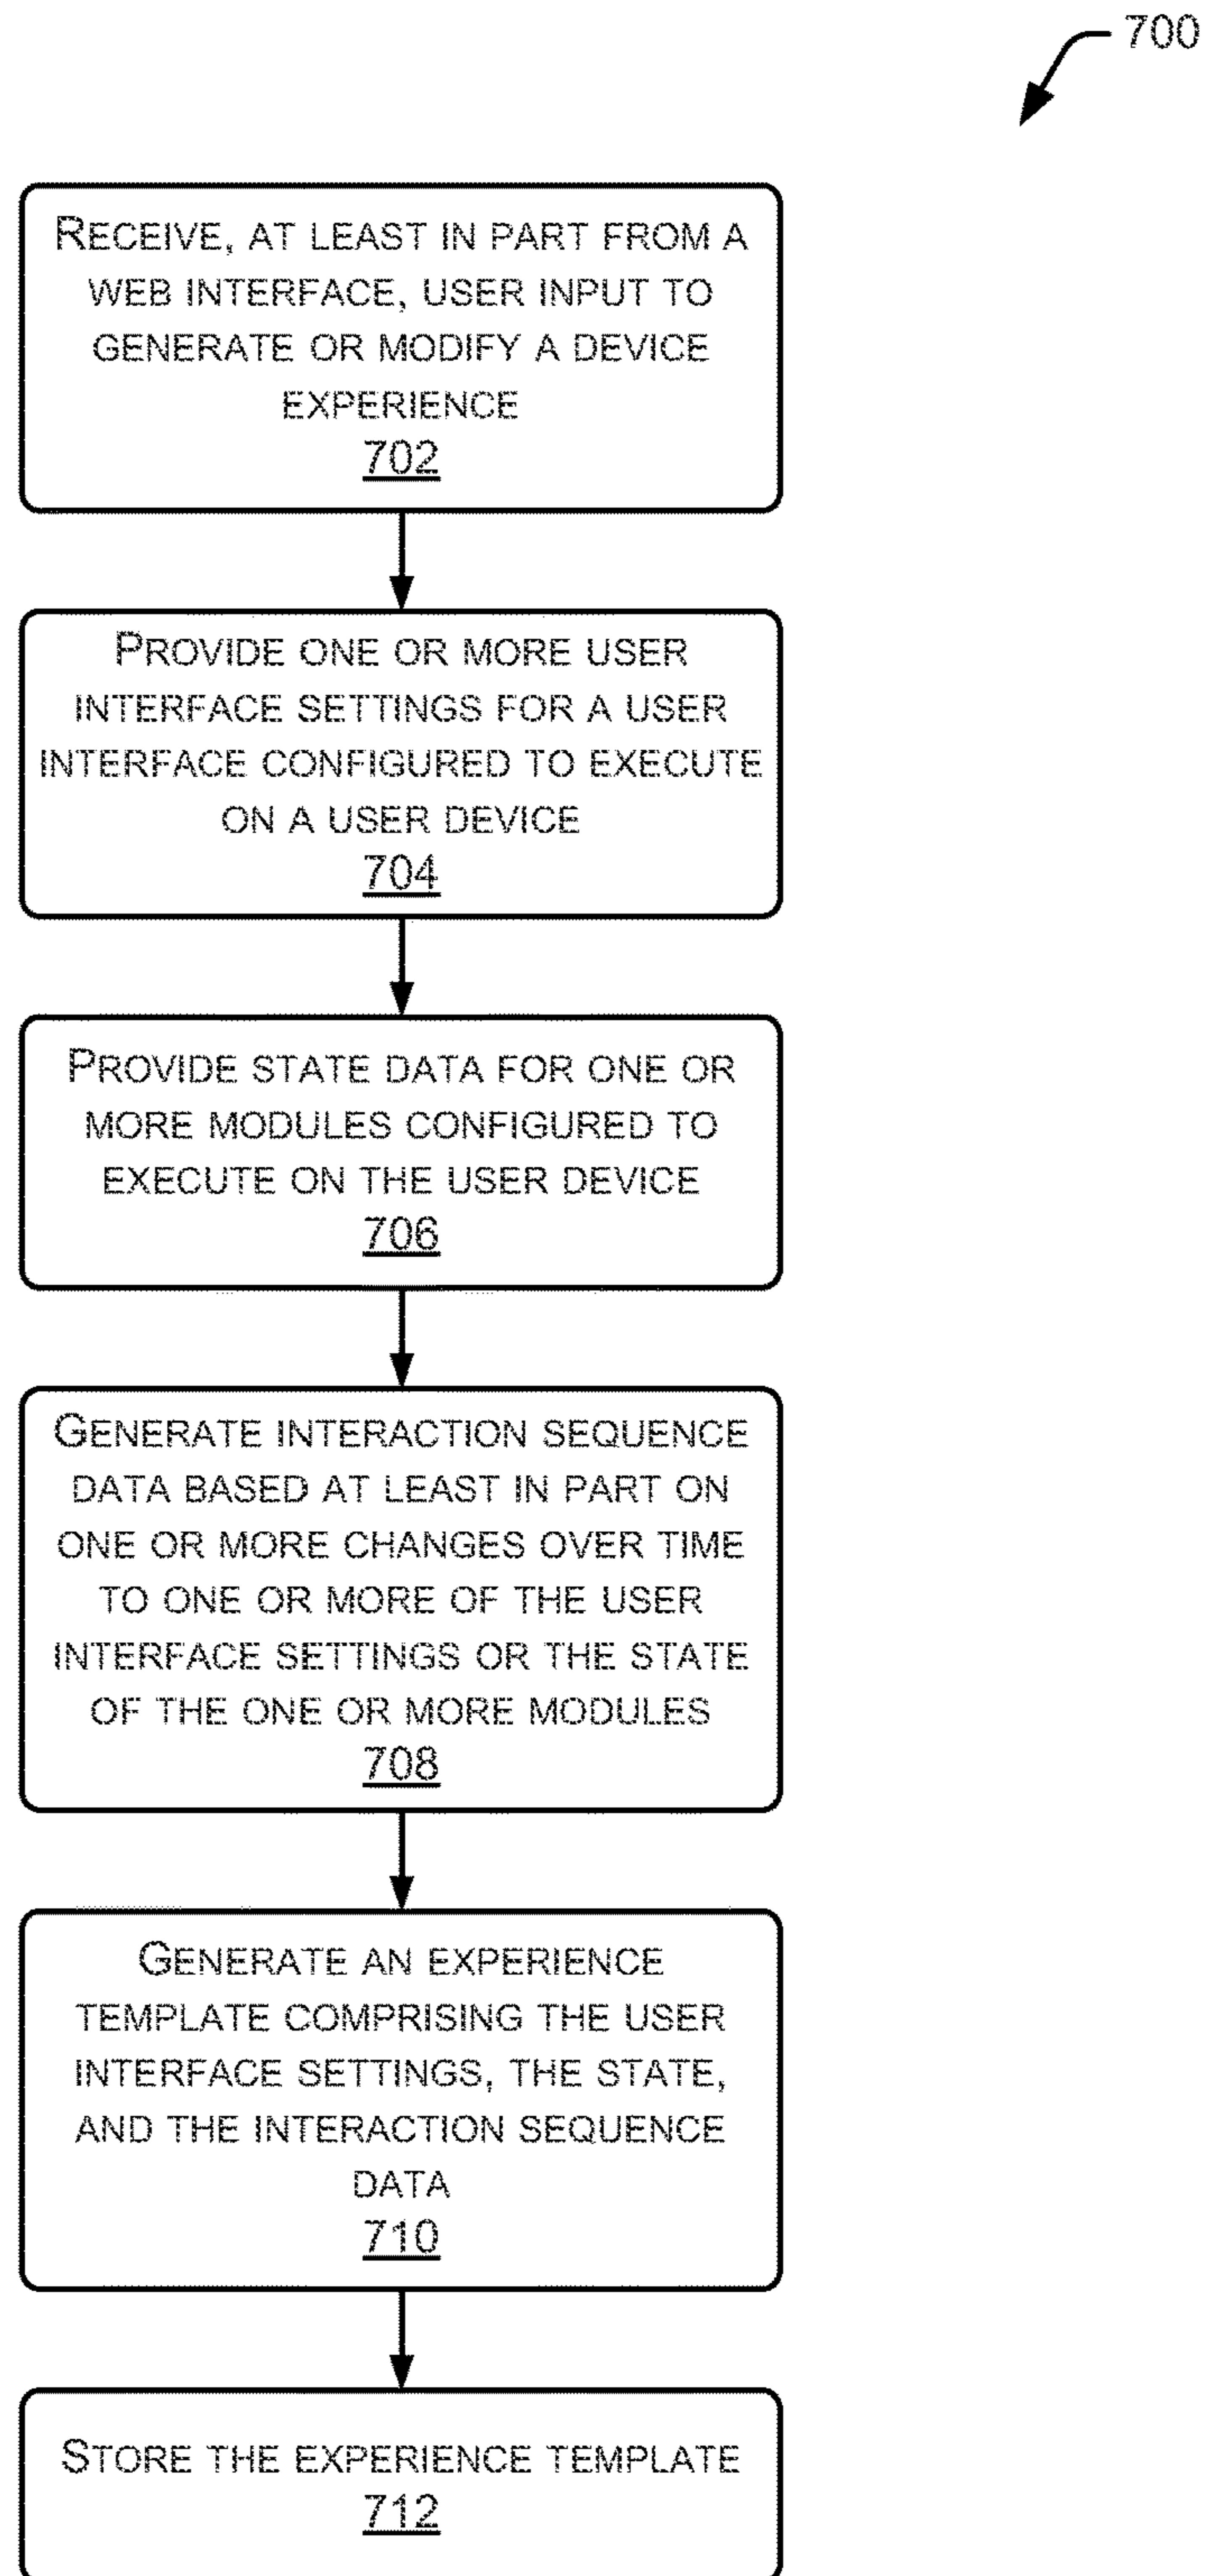 700
RECEIVE, AT LEAST IN PART FROM A
WEB INTERFACE, USER INPUT TO
GENERATE OR MODIFY A DEVICE
EXPERIENCE
702
PROVIDE ONE OR MORE USER
INTERFACE SETTINGS FOR A USER
INTERFACE CONFIGURED TO EXECUTE
ON A USER DEVICE
704
PROVIDE STATE DATA FOR ONE OR
MORE MODULES CONFIGURED TO
EXECUTE ON THE USER DEVICE
706
GENERATE INTERACTION SEQUENCE
DATA BASED AT LEAST IN PART ON
ONE OR MORE CHANGES OVER TIME
TO ONE OR MORE OF THE USER
INTERFACE SETTINGS OR THE STATE
OF THE ONE OR MORE MODULES
708
GENERATE AN EXPERIENCE
TEMPLATE COMPRISING THE USER
INTERFACE SETTINGS, THE STATE,
AND THE INTERACTION SEQUENCE
DATA
710
STORE THE EXPERIENCE TEMPLATE
712